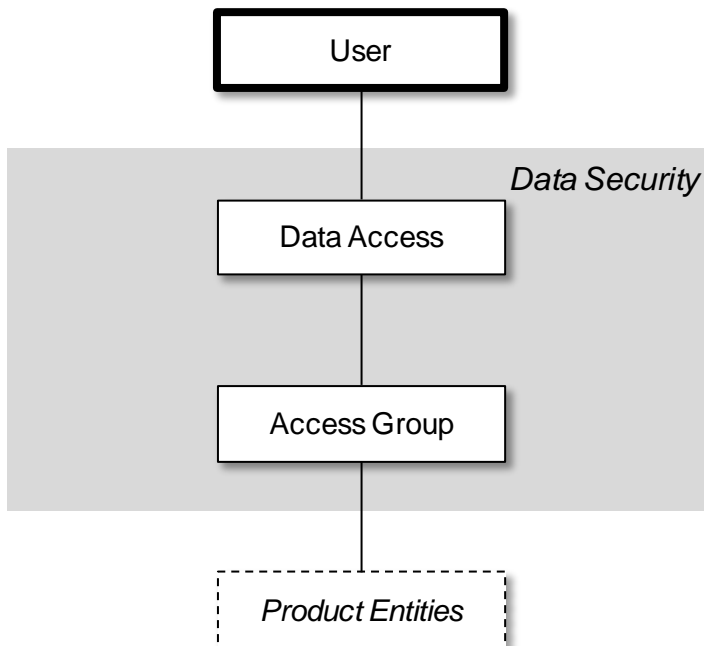 User
Data Security
Data Access
Access Group
Product Entities